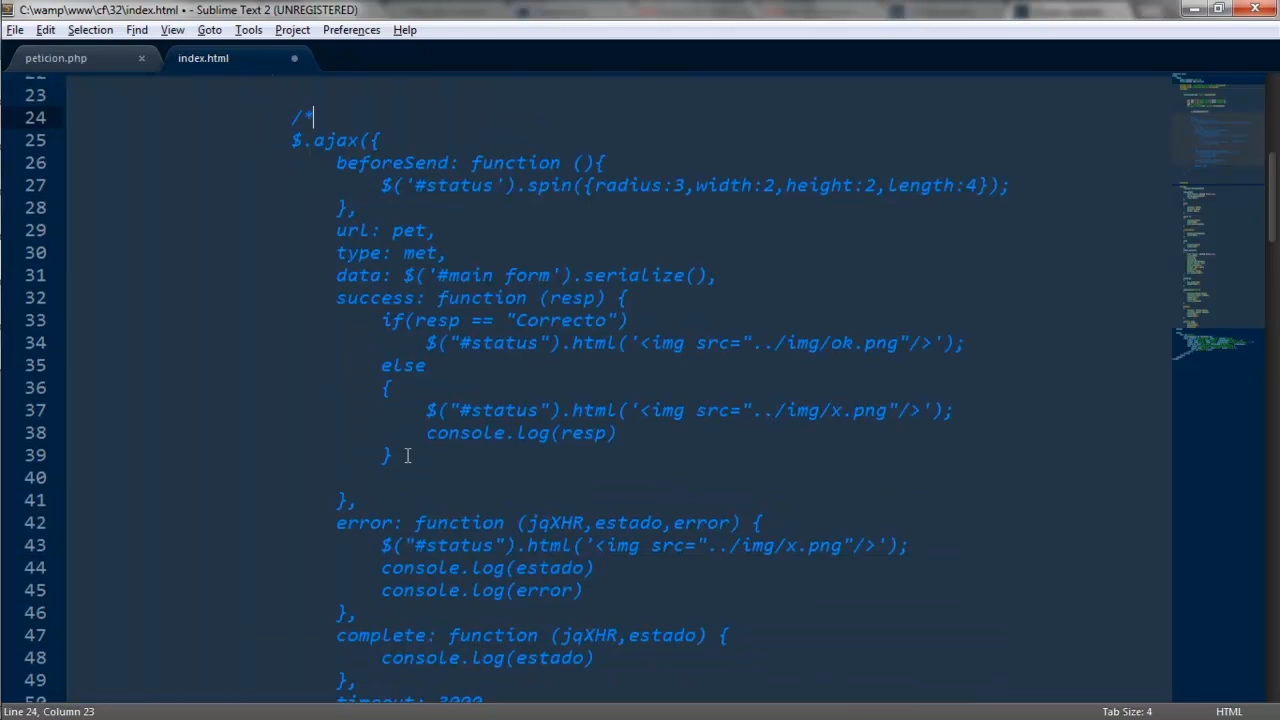 C:\wamp\www\cf\32\index.html • - Sublime Text 2 (UNREGISTERED)
File Edit Selection Find View Goto Tools Project Preferences Help
peticion.php × index.html
22
23
24 /*
25 $.ajax({
26 beforeSend: function (){
27 $('#status').spin({radius:3,width:2,height:2,length:4});
28 },
29 url: pet,
30 type: met,
31 data: $('#main form').serialize(),
32 success: function (resp) {
33 if(resp == "Correcto")
34 $("#status").html('<img src="../img/ok.png"/>');
35 else
36 {
37 $("#status").html('<img src="../img/x.png"/>');
38 console.log(resp)
39 }
40
41 },
42 error: function (jqXHR,estado,error) {
43 $("#status").html('<img src="../img/x.png"/>');
44 console.log(estado)
45 console.log(error)
46 },
47 complete: function (jqXHR,estado) {
48 console.log(estado)
49 },
50 timeout: 3000
Line 24, Column 23 Tab Size: 4 HTML